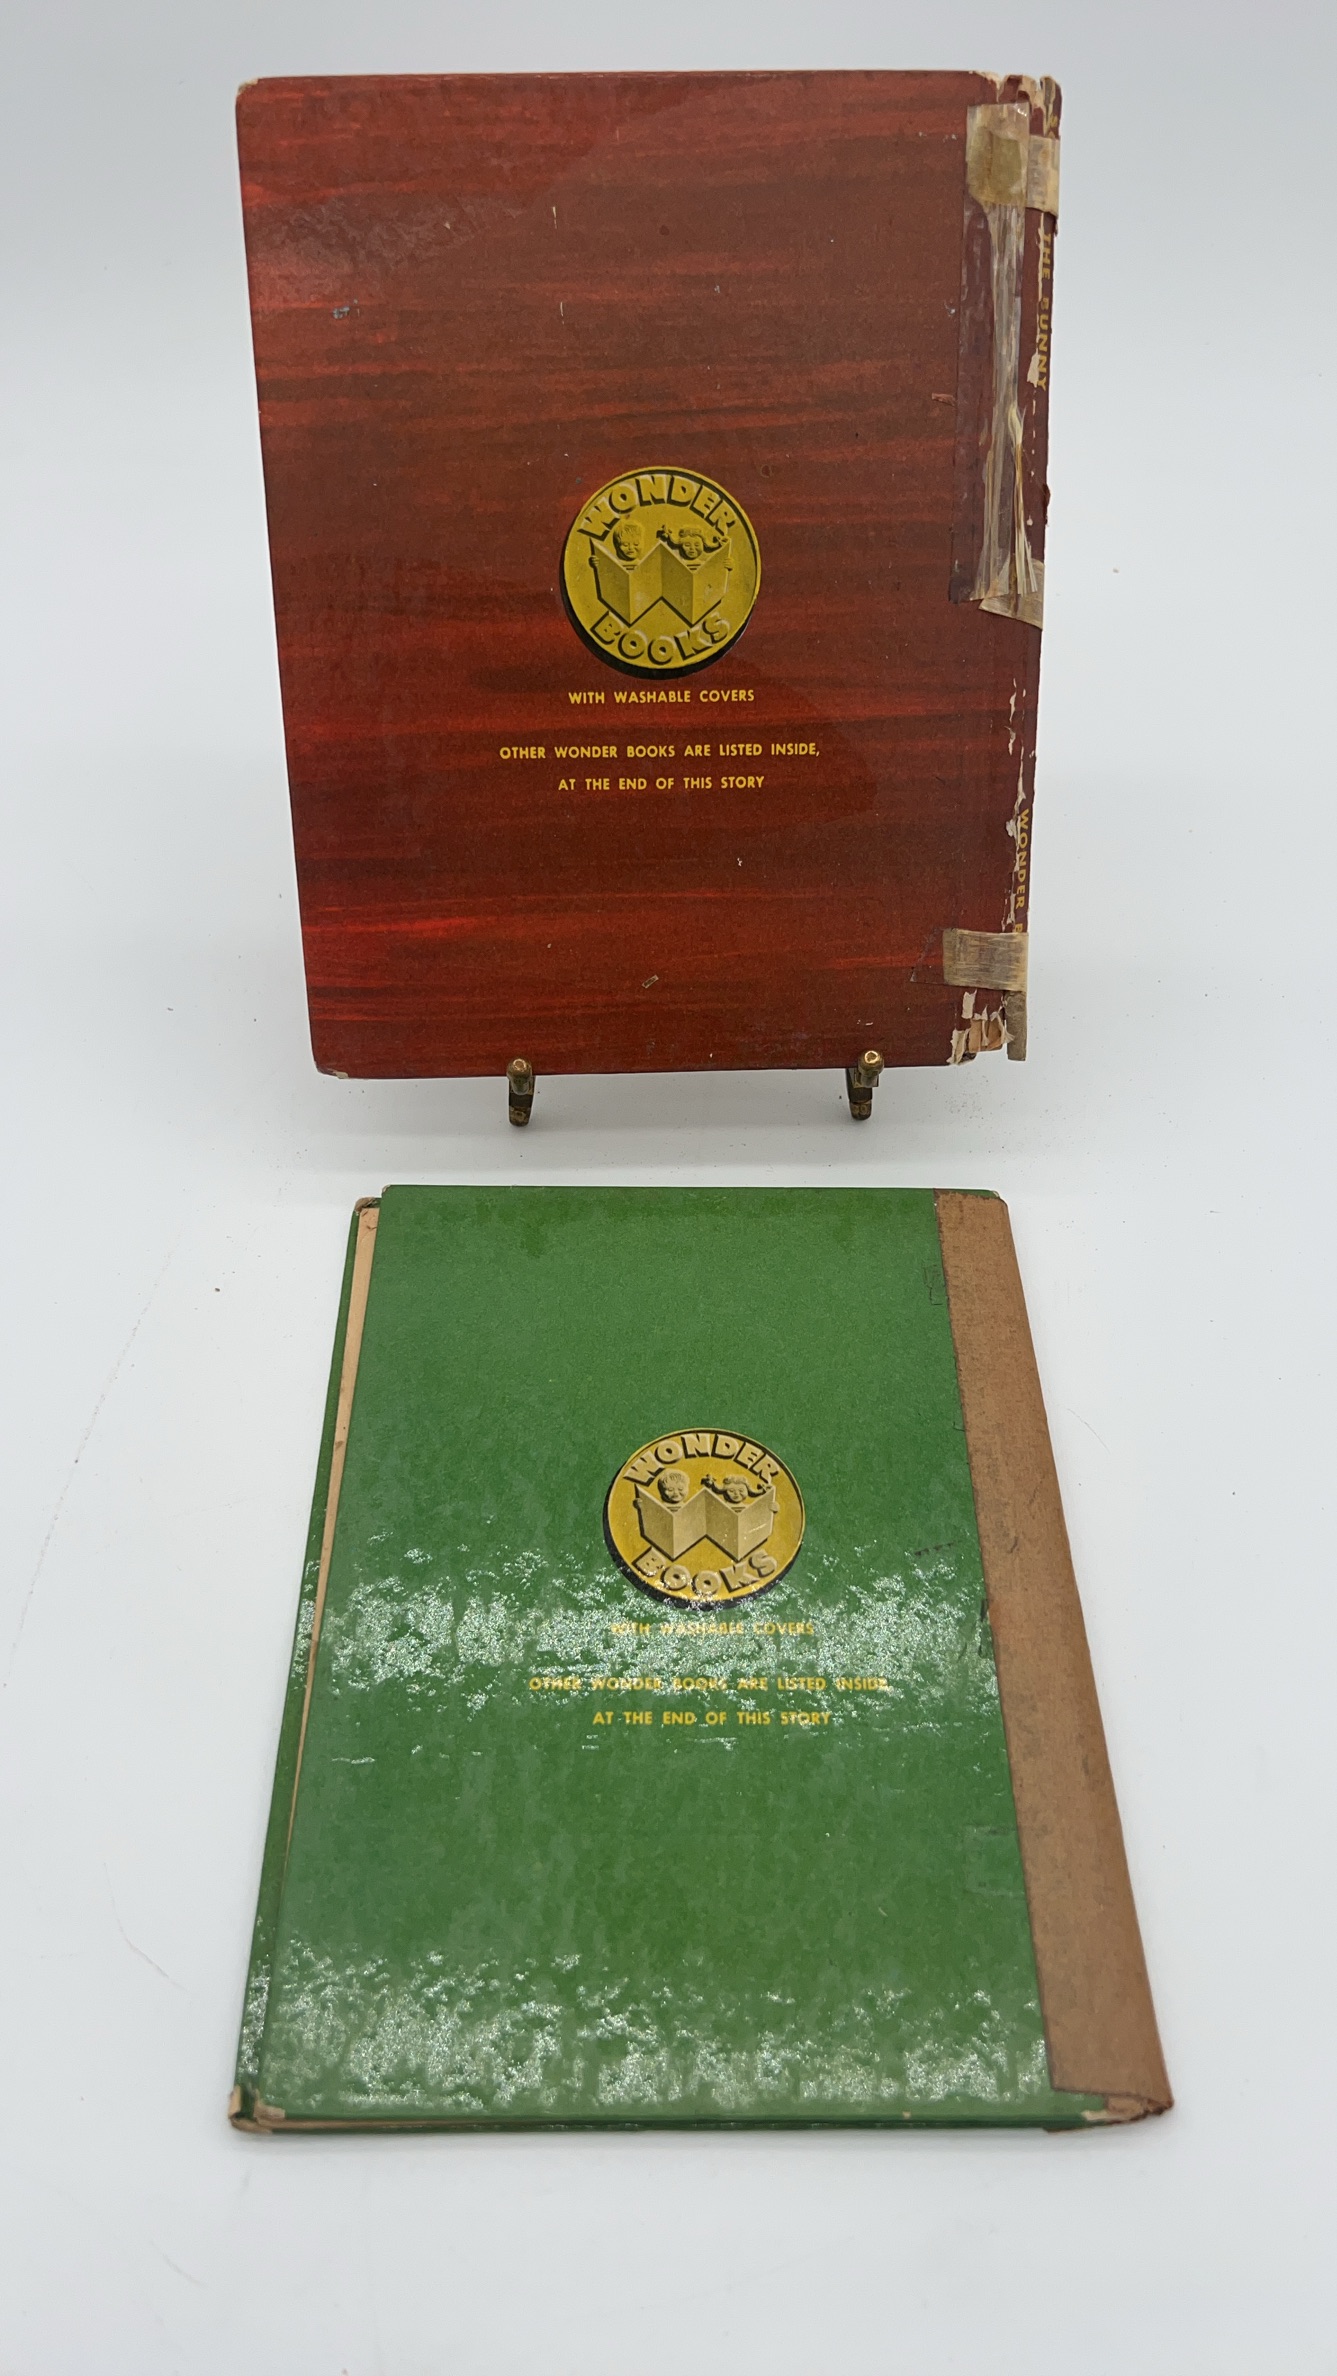 WONDER
BOOKS
WITH WASHABLE COVERS
OTHER WONDER BOOKS ARE LISTED INSIDE,
AT THE END OF THIS STORY
THE BUNNY
WONDER
WONDER
BOOKS
WITH WASHABLE COVERS
OTHER WONDER BOOKS ARE LISTED INSIDE,
AT THE END OF THIS STORY